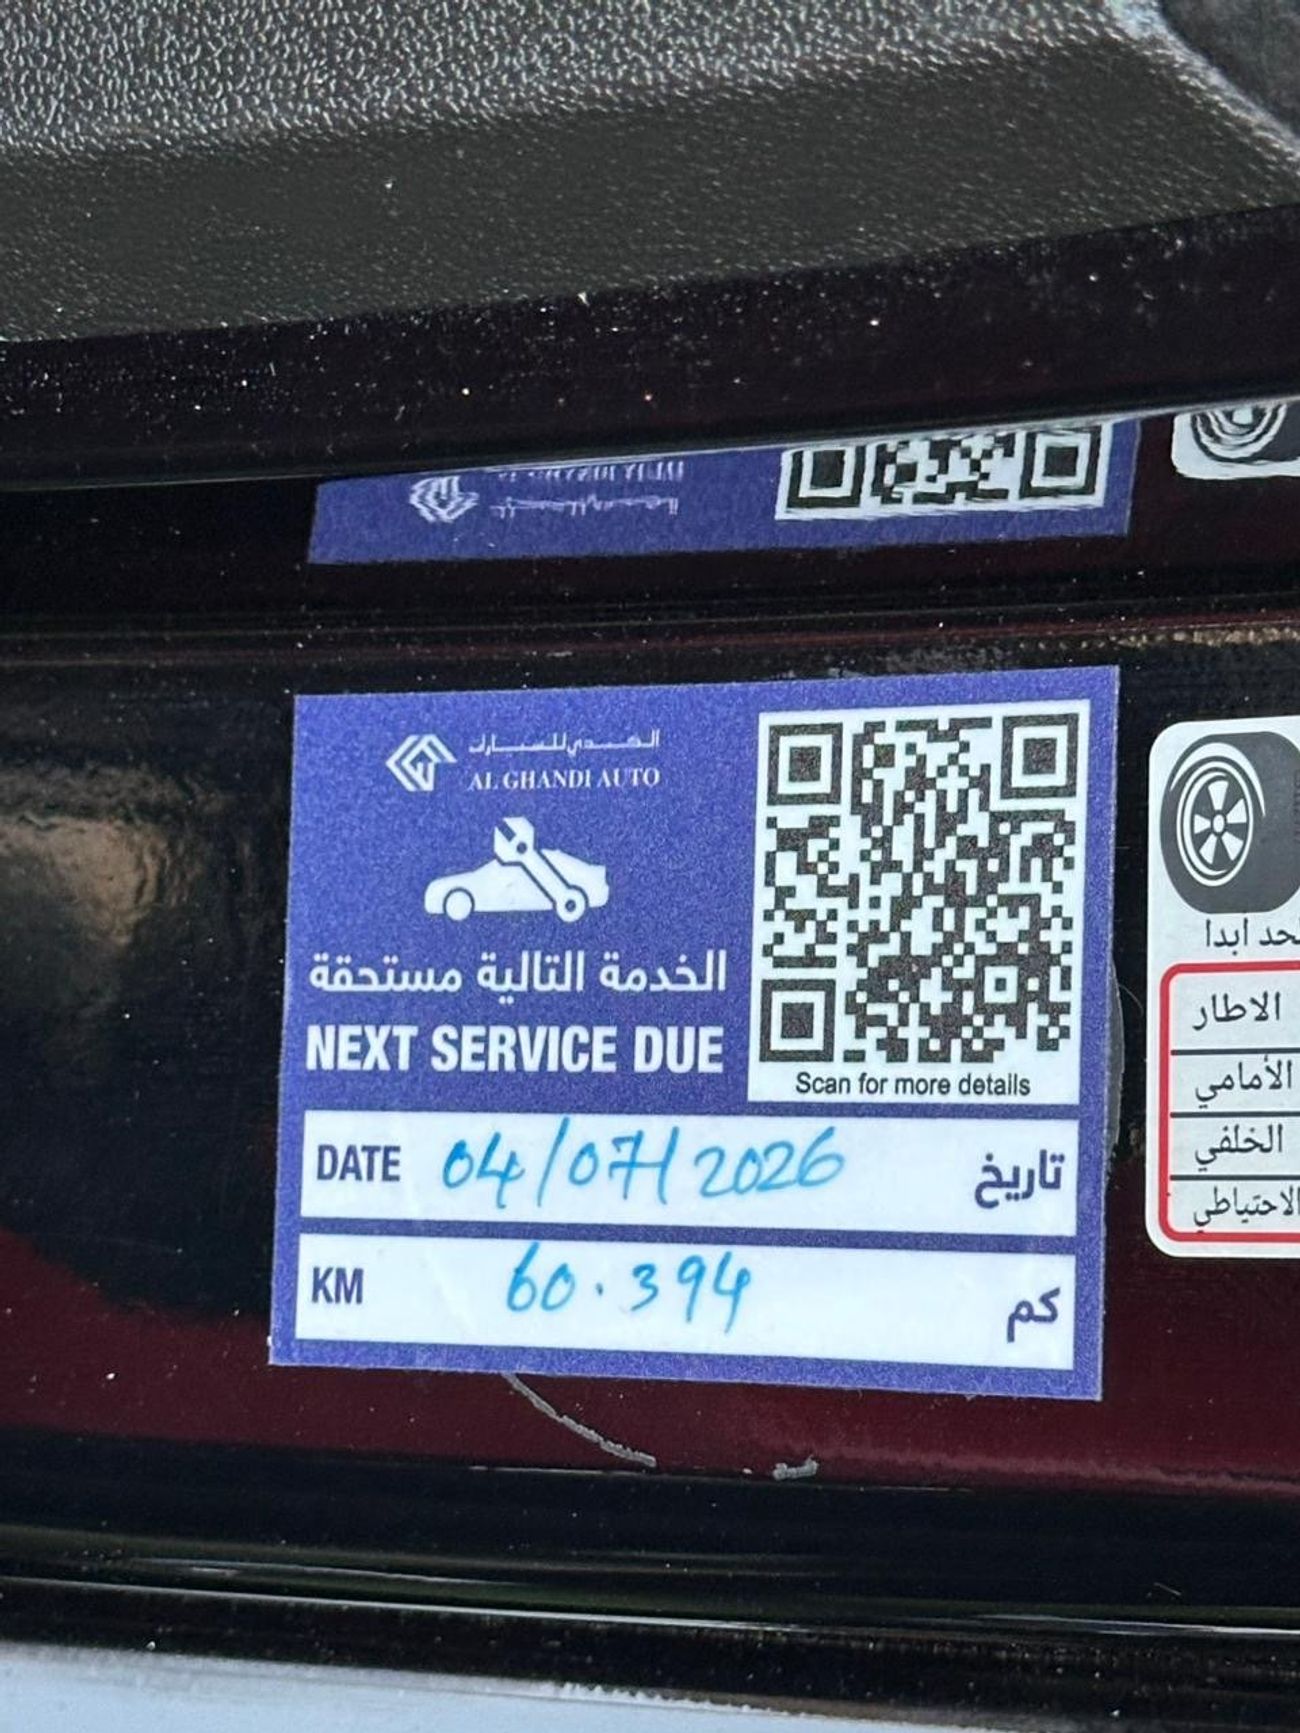 الغندي للسيارات
AL GHANDI AUTO
الخدمة التالية مستحقة
NEXT SERVICE DUE
Scan for more details
DATE 04/07/2026 تاريخ
KM 60.394 كم
ابدا
الاطار
الأمامي
الخلفي
الاحتياطي